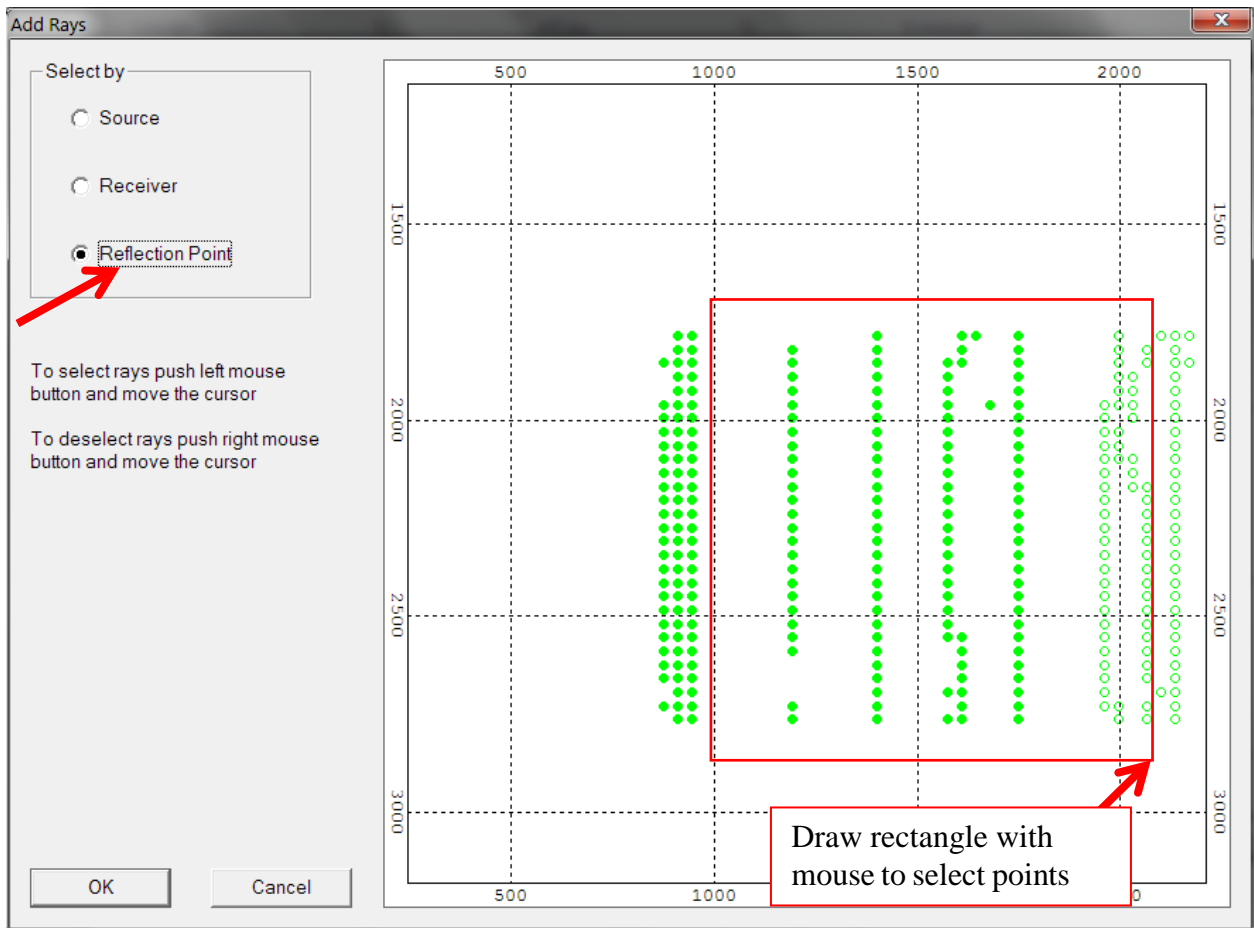 Add Rays
Select by
Source
Receiver
Reflection Point
To select rays push left mouse
button and move the cursor
To deselect rays push right mouse
button and move the cursor
OK
Cancel
500 1000 1500 2000
1500 1500
2000 2000
2500 2500
3000 3000
500 1000
Draw rectangle with
mouse to select points